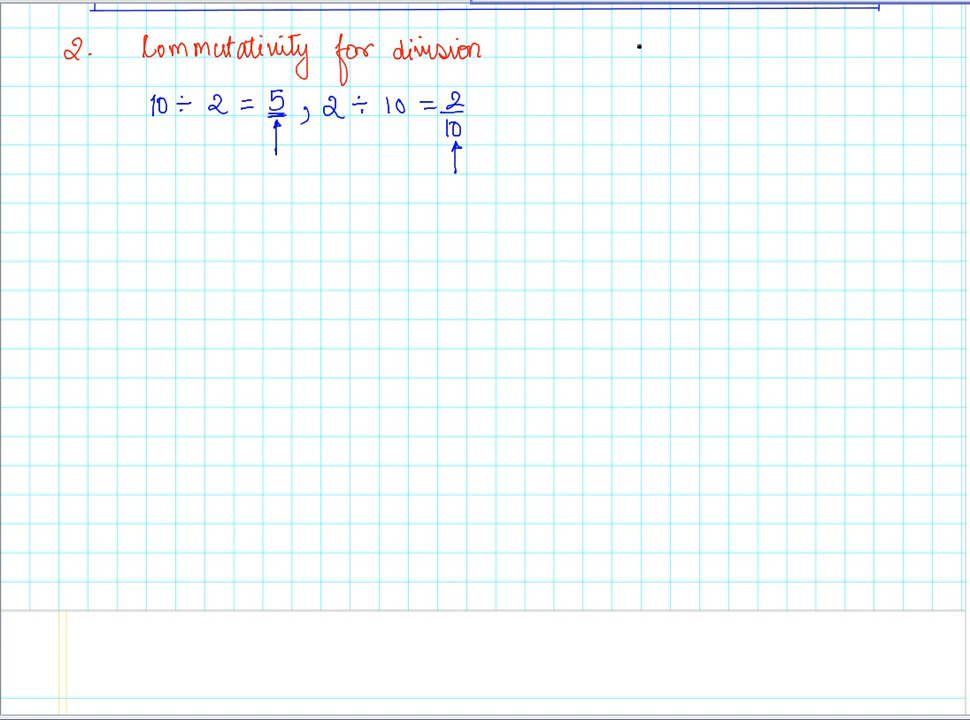 2. Commutativity for division
10 ÷ 2 = 5 , 2 ÷ 10 = 2/10